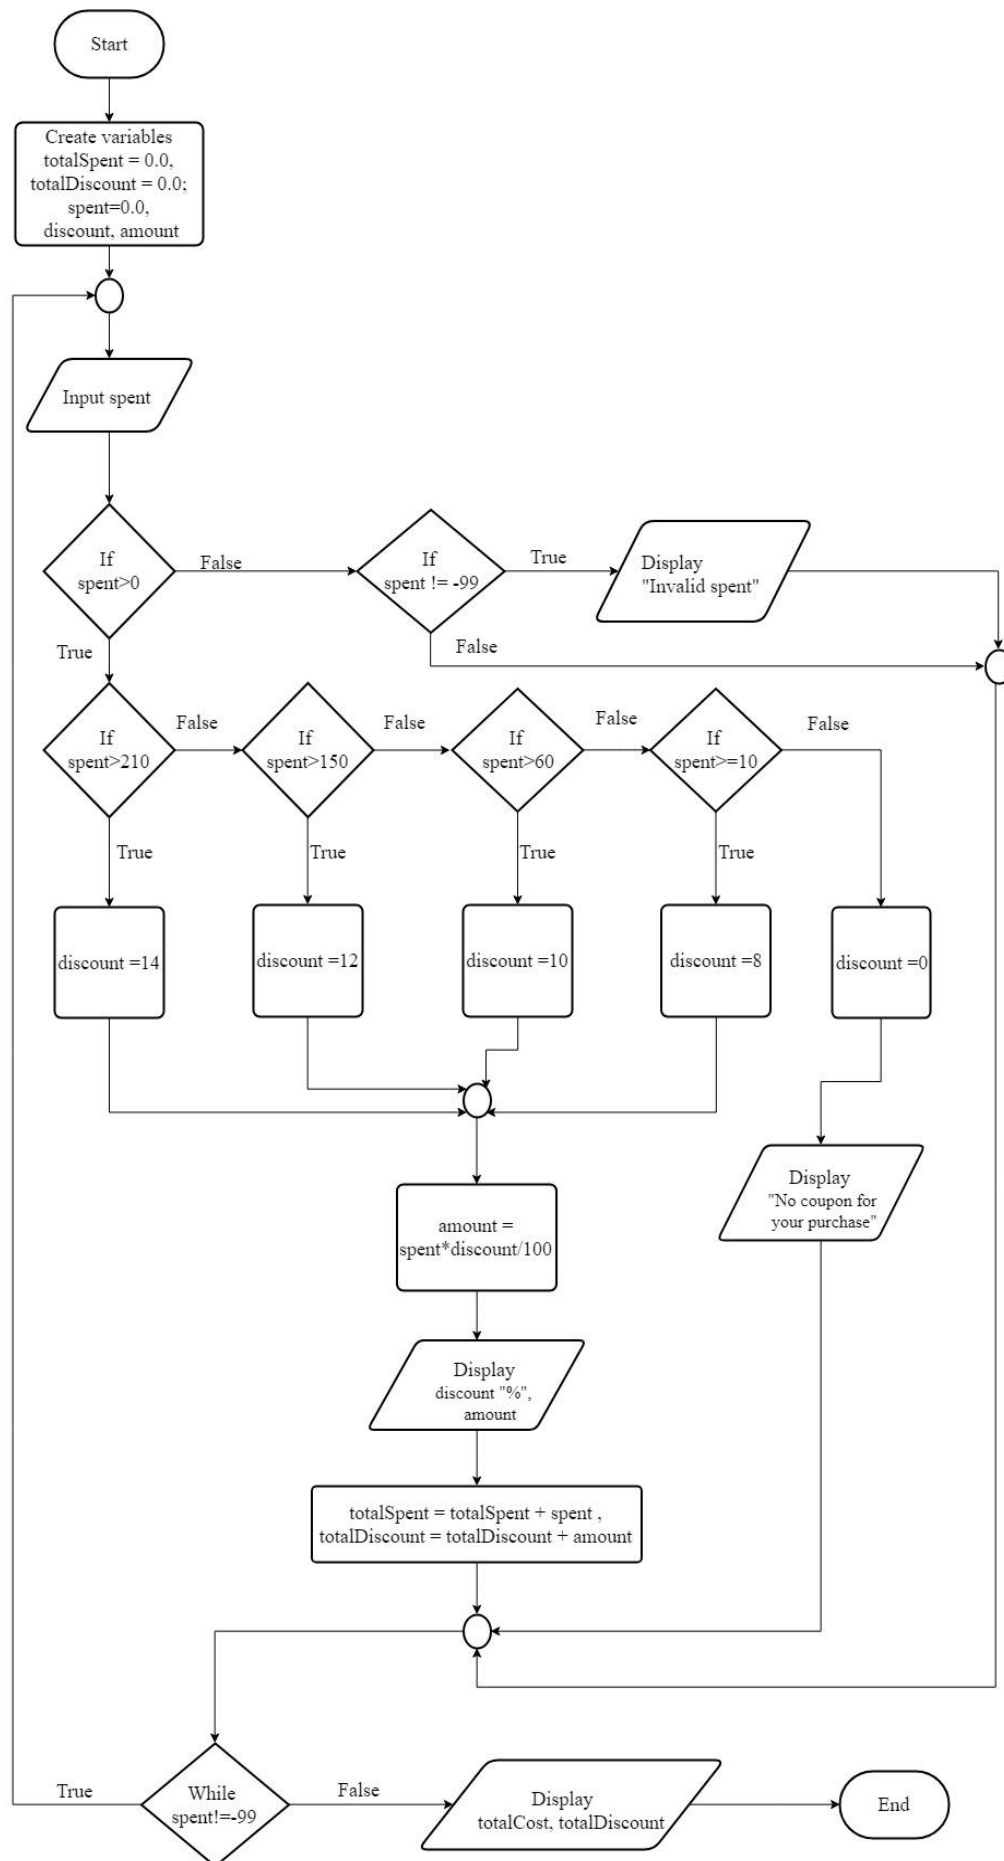 Start
Create variables
totalSpent = 0.0,
totalDiscount = 0.0;
spent=0.0,
discount, amount
Input spent
If
spent>0
False
If
spent != -99
True
Display
"Invalid spent"
False
True
If
spent>210
False
If
spent>150
False
If
spent>60
False
If
spent>=10
False
True
True
True
True
discount =14
discount =12
discount =10
discount =8
discount =0
Display
"No coupon for
your purchase"
amount =
spent*discount/100
Display
discount "%",
amount
totalSpent = totalSpent + spent ,
totalDiscount = totalDiscount + amount
True
While
spent!=-99
False
Display
totalCost, totalDiscount
End